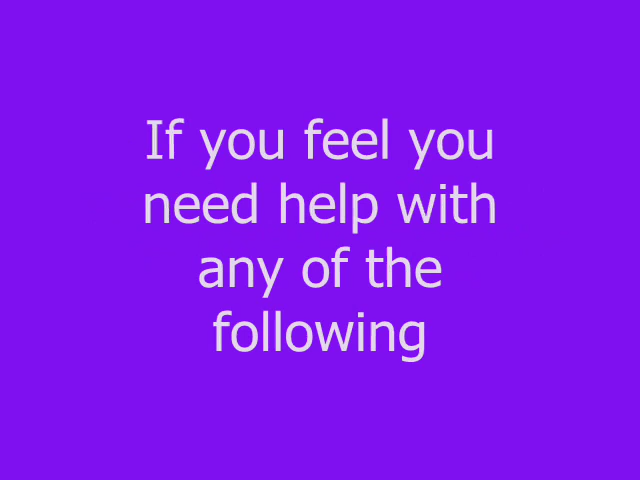 If you feel you
need help with
any of the
following